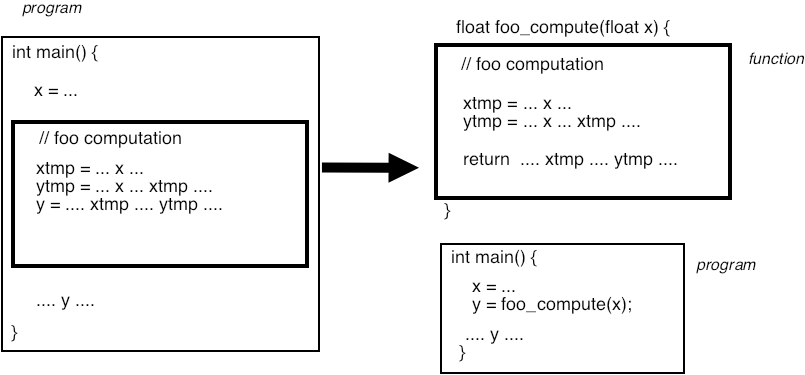 program
int main() {
x = ...
// foo computation
xtmp = ... x ...
ytmp = ... x ... xtmp ....
y = .... xtmp .... ytmp ....
.... y ....
}
float foo_compute(float x) {
function
// foo computation
xtmp = ... x ...
ytmp = ... x ... xtmp ....
return .... xtmp .... ytmp ....
}
int main() {
program
x = ...
y = foo_compute(x);
.... y ....
}